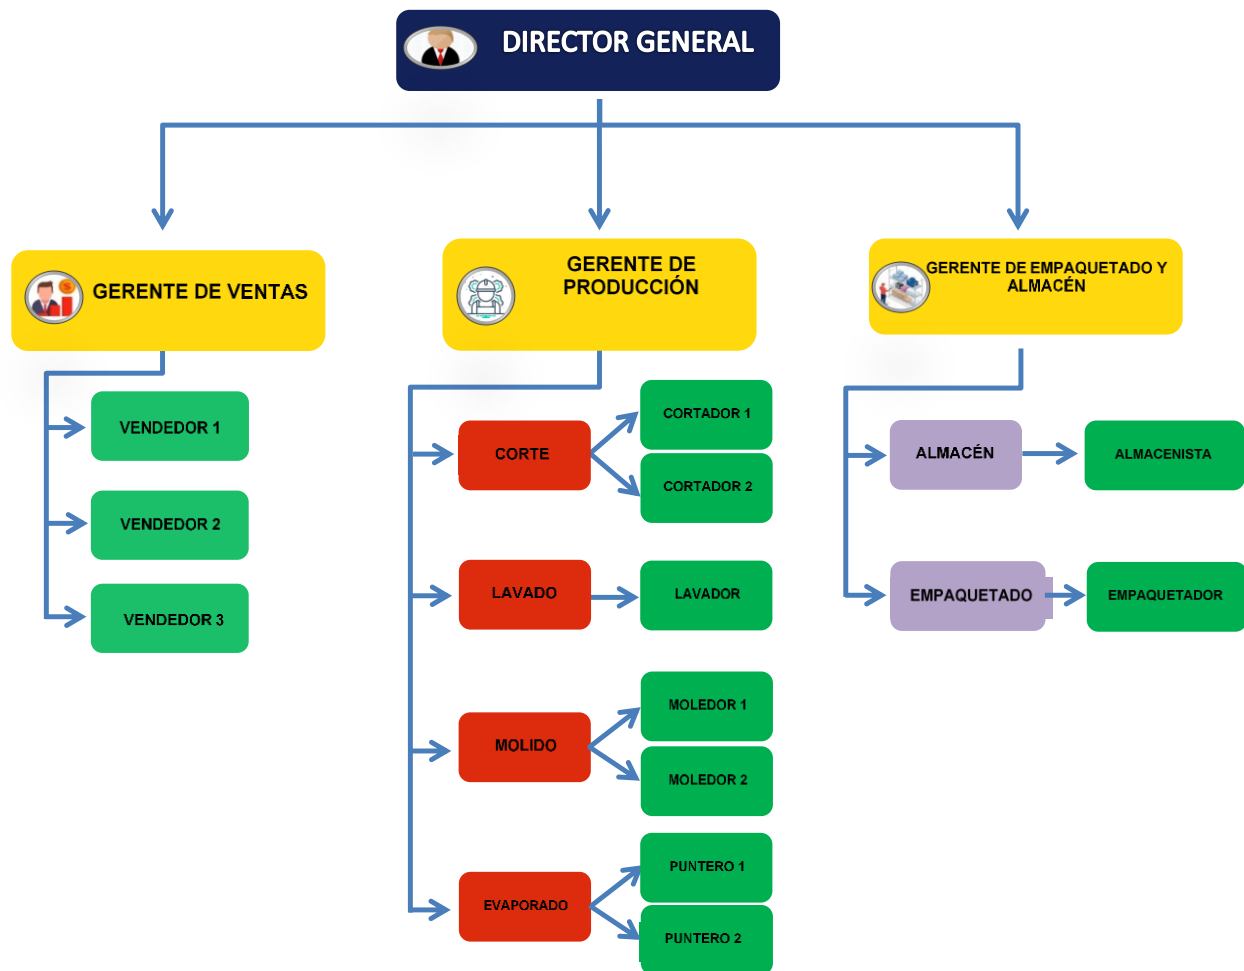 DIRECTOR GENERAL
GERENTE DE VENTAS
VENDEDOR 1
VENDEDOR 2
VENDEDOR 3
GERENTE DE
PRODUCCIÓN
CORTE
CORTADOR 1
CORTADOR 2
LAVADO
LAVADOR
MOLIDO
MOLEDOR 1
MOLEDOR 2
EVAPORADO
PUNTERO 1
PUNTERO 2
GERENTE DE EMPAQUETADO Y
ALMACÉN
ALMACÉN
ALMACENISTA
EMPAQUETADO
EMPAQUETADOR